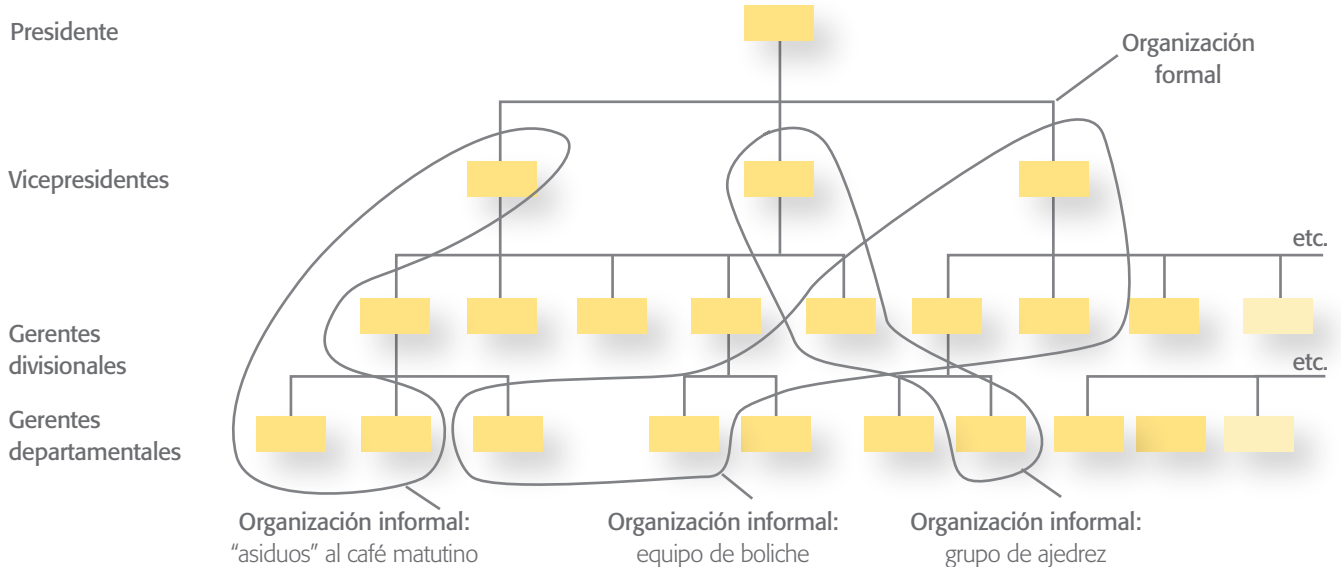 Presidente
Organización
formal
Vicepresidentes
etc.
Gerentes
divisionales
etc.
Gerentes
departamentales
Organización informal:
“asiduos” al café matutino
Organización informal:
equipo de boliche
Organización informal:
grupo de ajedrez